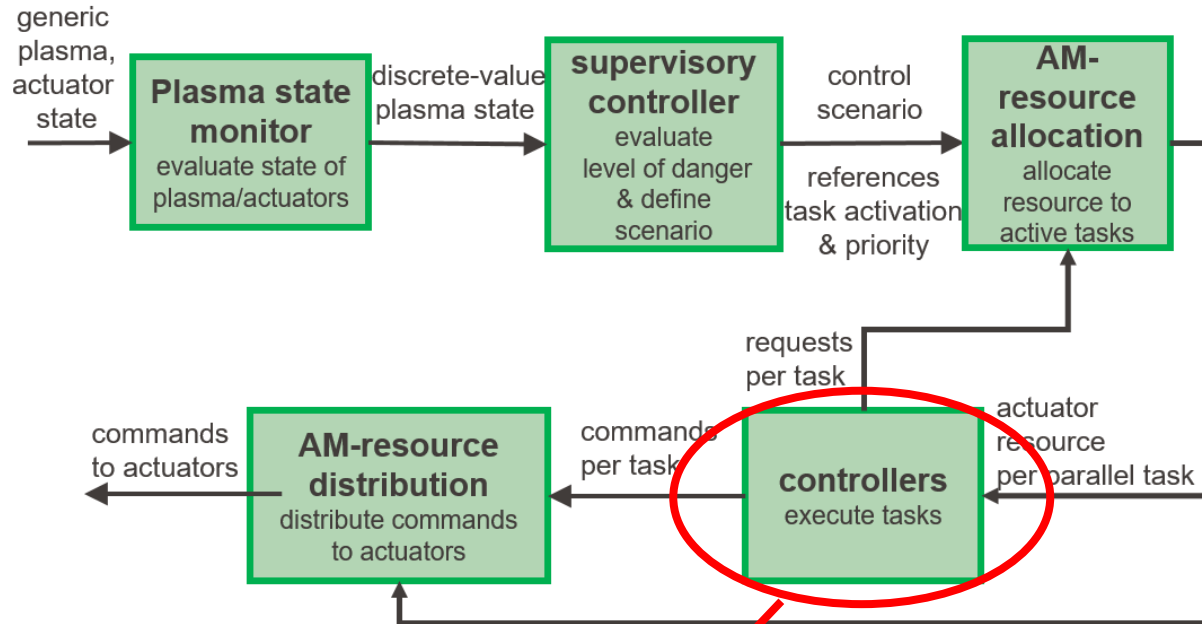 generic
plasma,
actuator
state
Plasma state
monitor
evaluate state of
plasma/actuators
discrete-value
plasma state
supervisory
controller
evaluate
level of danger
& define
scenario
control
scenario
references
task activation
& priority
AM-
resource
allocation
allocate
resource to
active tasks
requests
per task
commands
to actuators
AM-resource
distribution
distribute commands
to actuators
commands
per task
controllers
execute tasks
actuator
resource
per parallel task